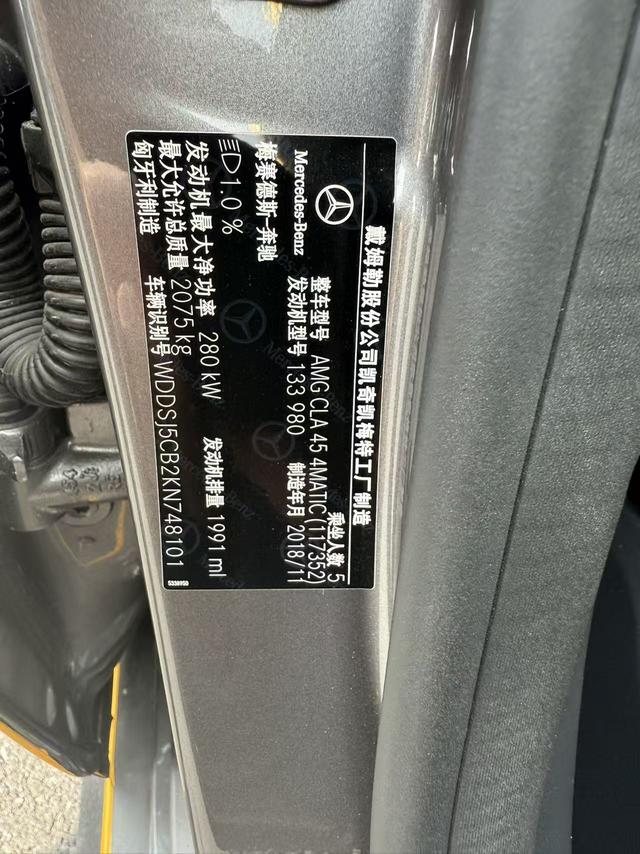 戴姆勒股份公司凯奇凯梅特工厂制造
乘坐人数 5
Mercedes-Benz
整车型号 AMG CLA 45 4MATIC (117352)
梅赛德斯-奔驰
发动机型号 133 980
制造年月 2018/11
1.0 %
发动机最大净功率 280 kW
发动机排量 1991 ml
最大允许总质量 2075 kg
匈牙利制造
车辆识别号 WDDSJ5CB2KN748101
5338950